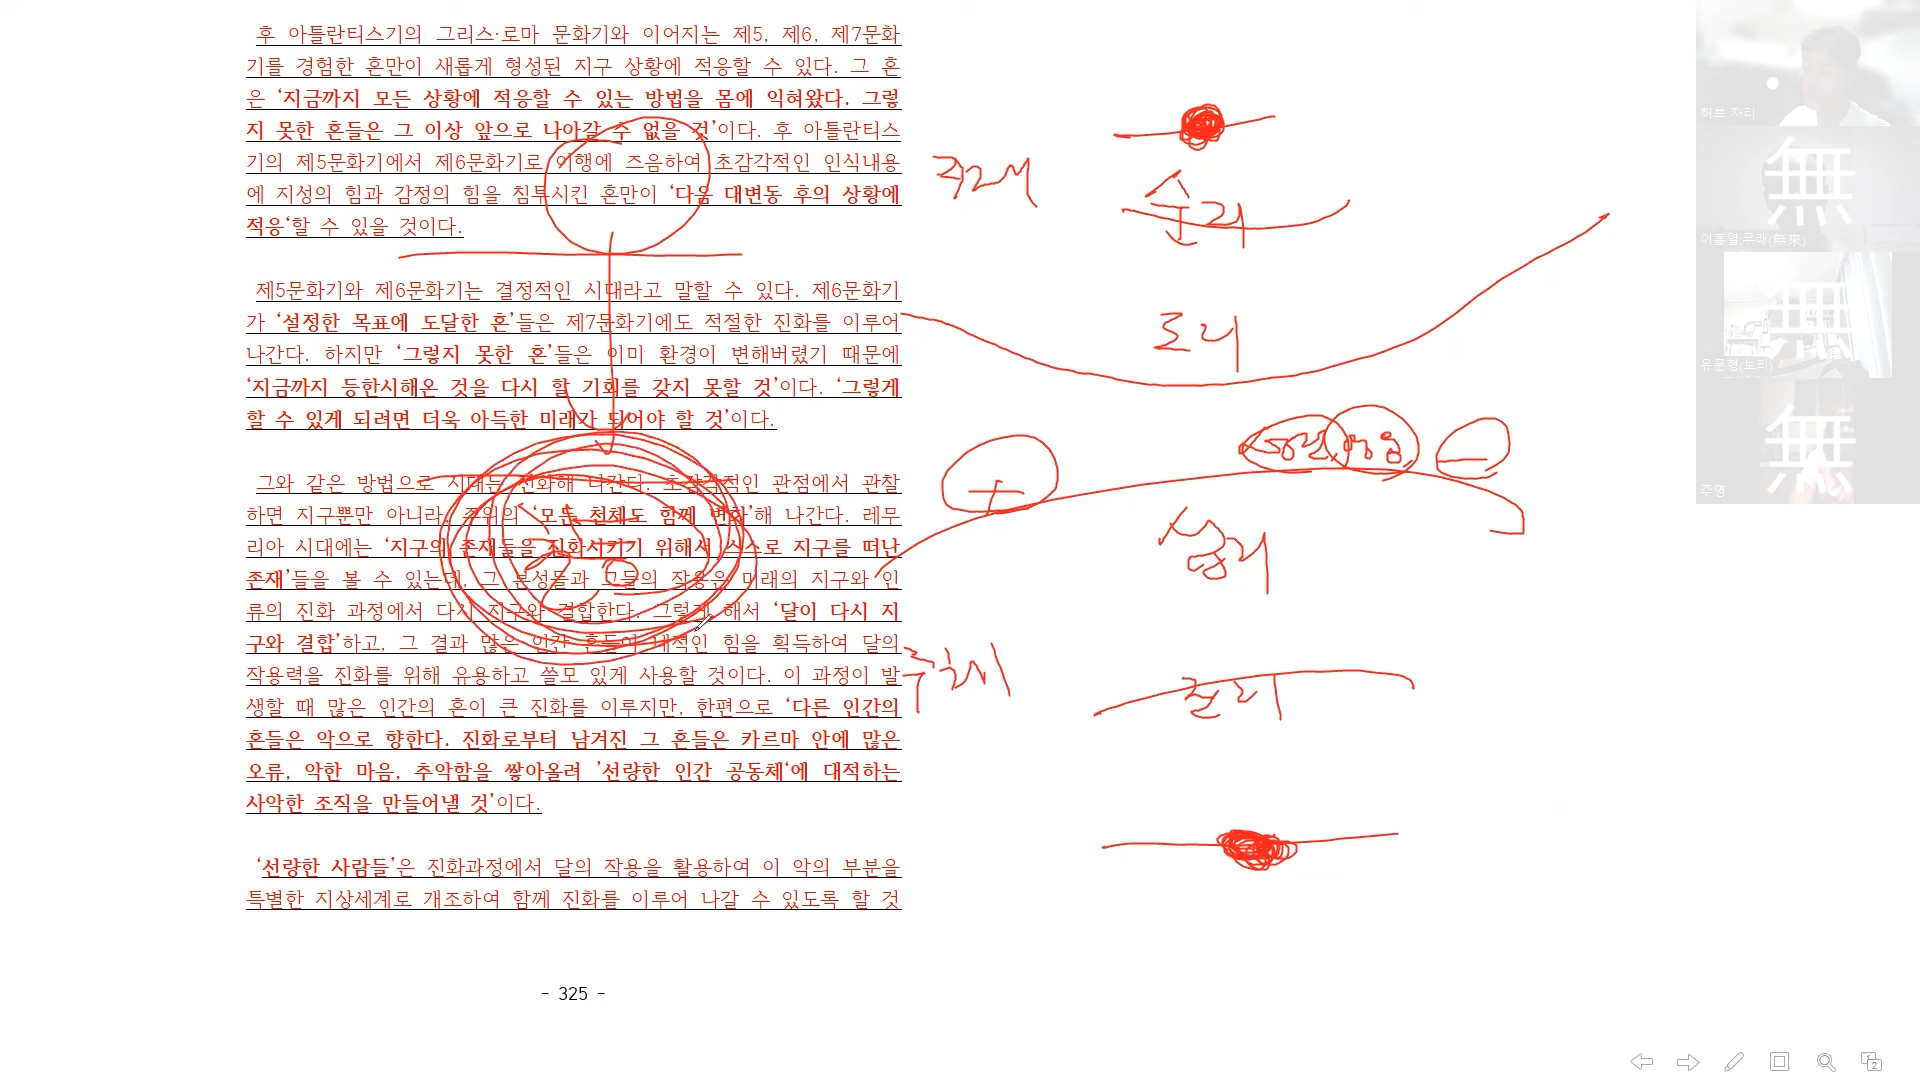 후 아틀란티스기의 그리스·로마 문화기와 이어지는 제5, 제6, 제7문화
기를 경험한 혼만이 새롭게 형성된 지구 상황에 적응할 수 있다. 그 혼
은 ‘지금까지 모든 상황에 적응할 수 있는 방법을 몸에 익혀왔다. 그렇
지 못한 혼들은 그 이상 앞으로 나아갈 수 없을 것’이다. 후 아틀란티스
기의 제5문화기에서 제6문화기로 이행에 즈음하여 초감각적인 인식내용
에 지성의 힘과 감정의 힘을 침투시킨 혼만이 ‘다음 대변동 후의 상황에
적응‘할 수 있을 것이다.
제5문화기와 제6문화기는 결정적인 시대라고 말할 수 있다. 제6문화기
가 ‘설정한 목표에 도달한 혼’들은 제7문화기에도 적절한 진화를 이루어
나간다. 하지만 ‘그렇지 못한 혼’들은 이미 환경이 변해버렸기 때문에
‘지금까지 등한시해온 것을 다시 할 기회를 갖지 못할 것’이다. ‘그렇게
할 수 있게 되려면 더욱 아득한 미래가 되어야 할 것’이다.
그와 같은 방법으로 시대는 진화해 나간다. 초감각적인 관점에서 관찰
하면 지구뿐만 아니라, 주위의 ‘모든 천체도 함께 변화’해 나간다. 레무
리아 시대에는 ‘지구의 존재들을 진화시키기 위해서 스스로 지구를 떠난
존재’들을 볼 수 있는데, 그 본성들과 그들의 작용은 미래의 지구와 인
류의 진화 과정에서 다시 지구와 결합한다. 그렇게 해서 ‘달이 다시 지
구와 결합’하고, 그 결과 많은 인간 혼들이 내적인 힘을 획득하여 달의
작용력을 진화를 위해 유용하고 쓸모 있게 사용할 것이다. 이 과정이 발
생할 때 많은 인간의 혼이 큰 진화를 이루지만, 한편으로 ‘다른 인간의
혼들은 악으로 향한다. 진화로부터 남겨진 그 혼들은 카르마 안에 많은
오류, 악한 마음, 추악함을 쌓아올려 ’선량한 인간 공동체‘에 대적하는
사악한 조직을 만들어낼 것’이다.
‘선량한 사람들’은 진화과정에서 달의 작용을 활용하여 이 악의 부분을
특별한 지상세계로 개조하여 함께 진화를 이루어 나갈 수 있도록 할 것
- 325 -
순리
도리
섭리
허브 자리
無
이홍열.무래(無來)
無
유문형(보리)
無
주영